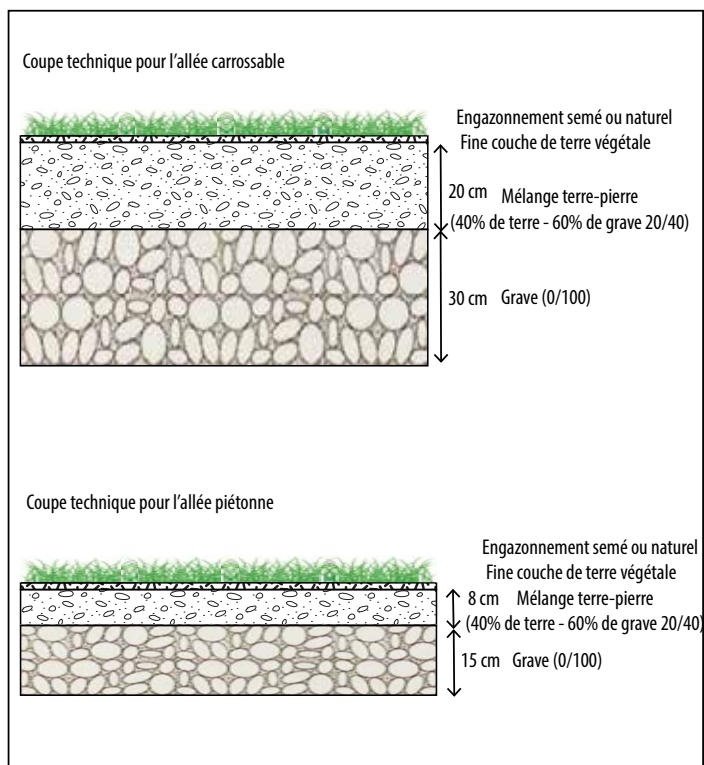 Coupe technique pour l'allée carrossable
Engazonnement semé ou naturel
Fine couche de terre végétale
20 cm Mélange terre-pierre
(40% de terre - 60% de grave 20/40)
30 cm Grave (0/100)
Coupe technique pour l'allée piétonne
Engazonnement semé ou naturel
Fine couche de terre végétale
8 cm Mélange terre-pierre
(40% de terre - 60% de grave 20/40)
15 cm Grave (0/100)